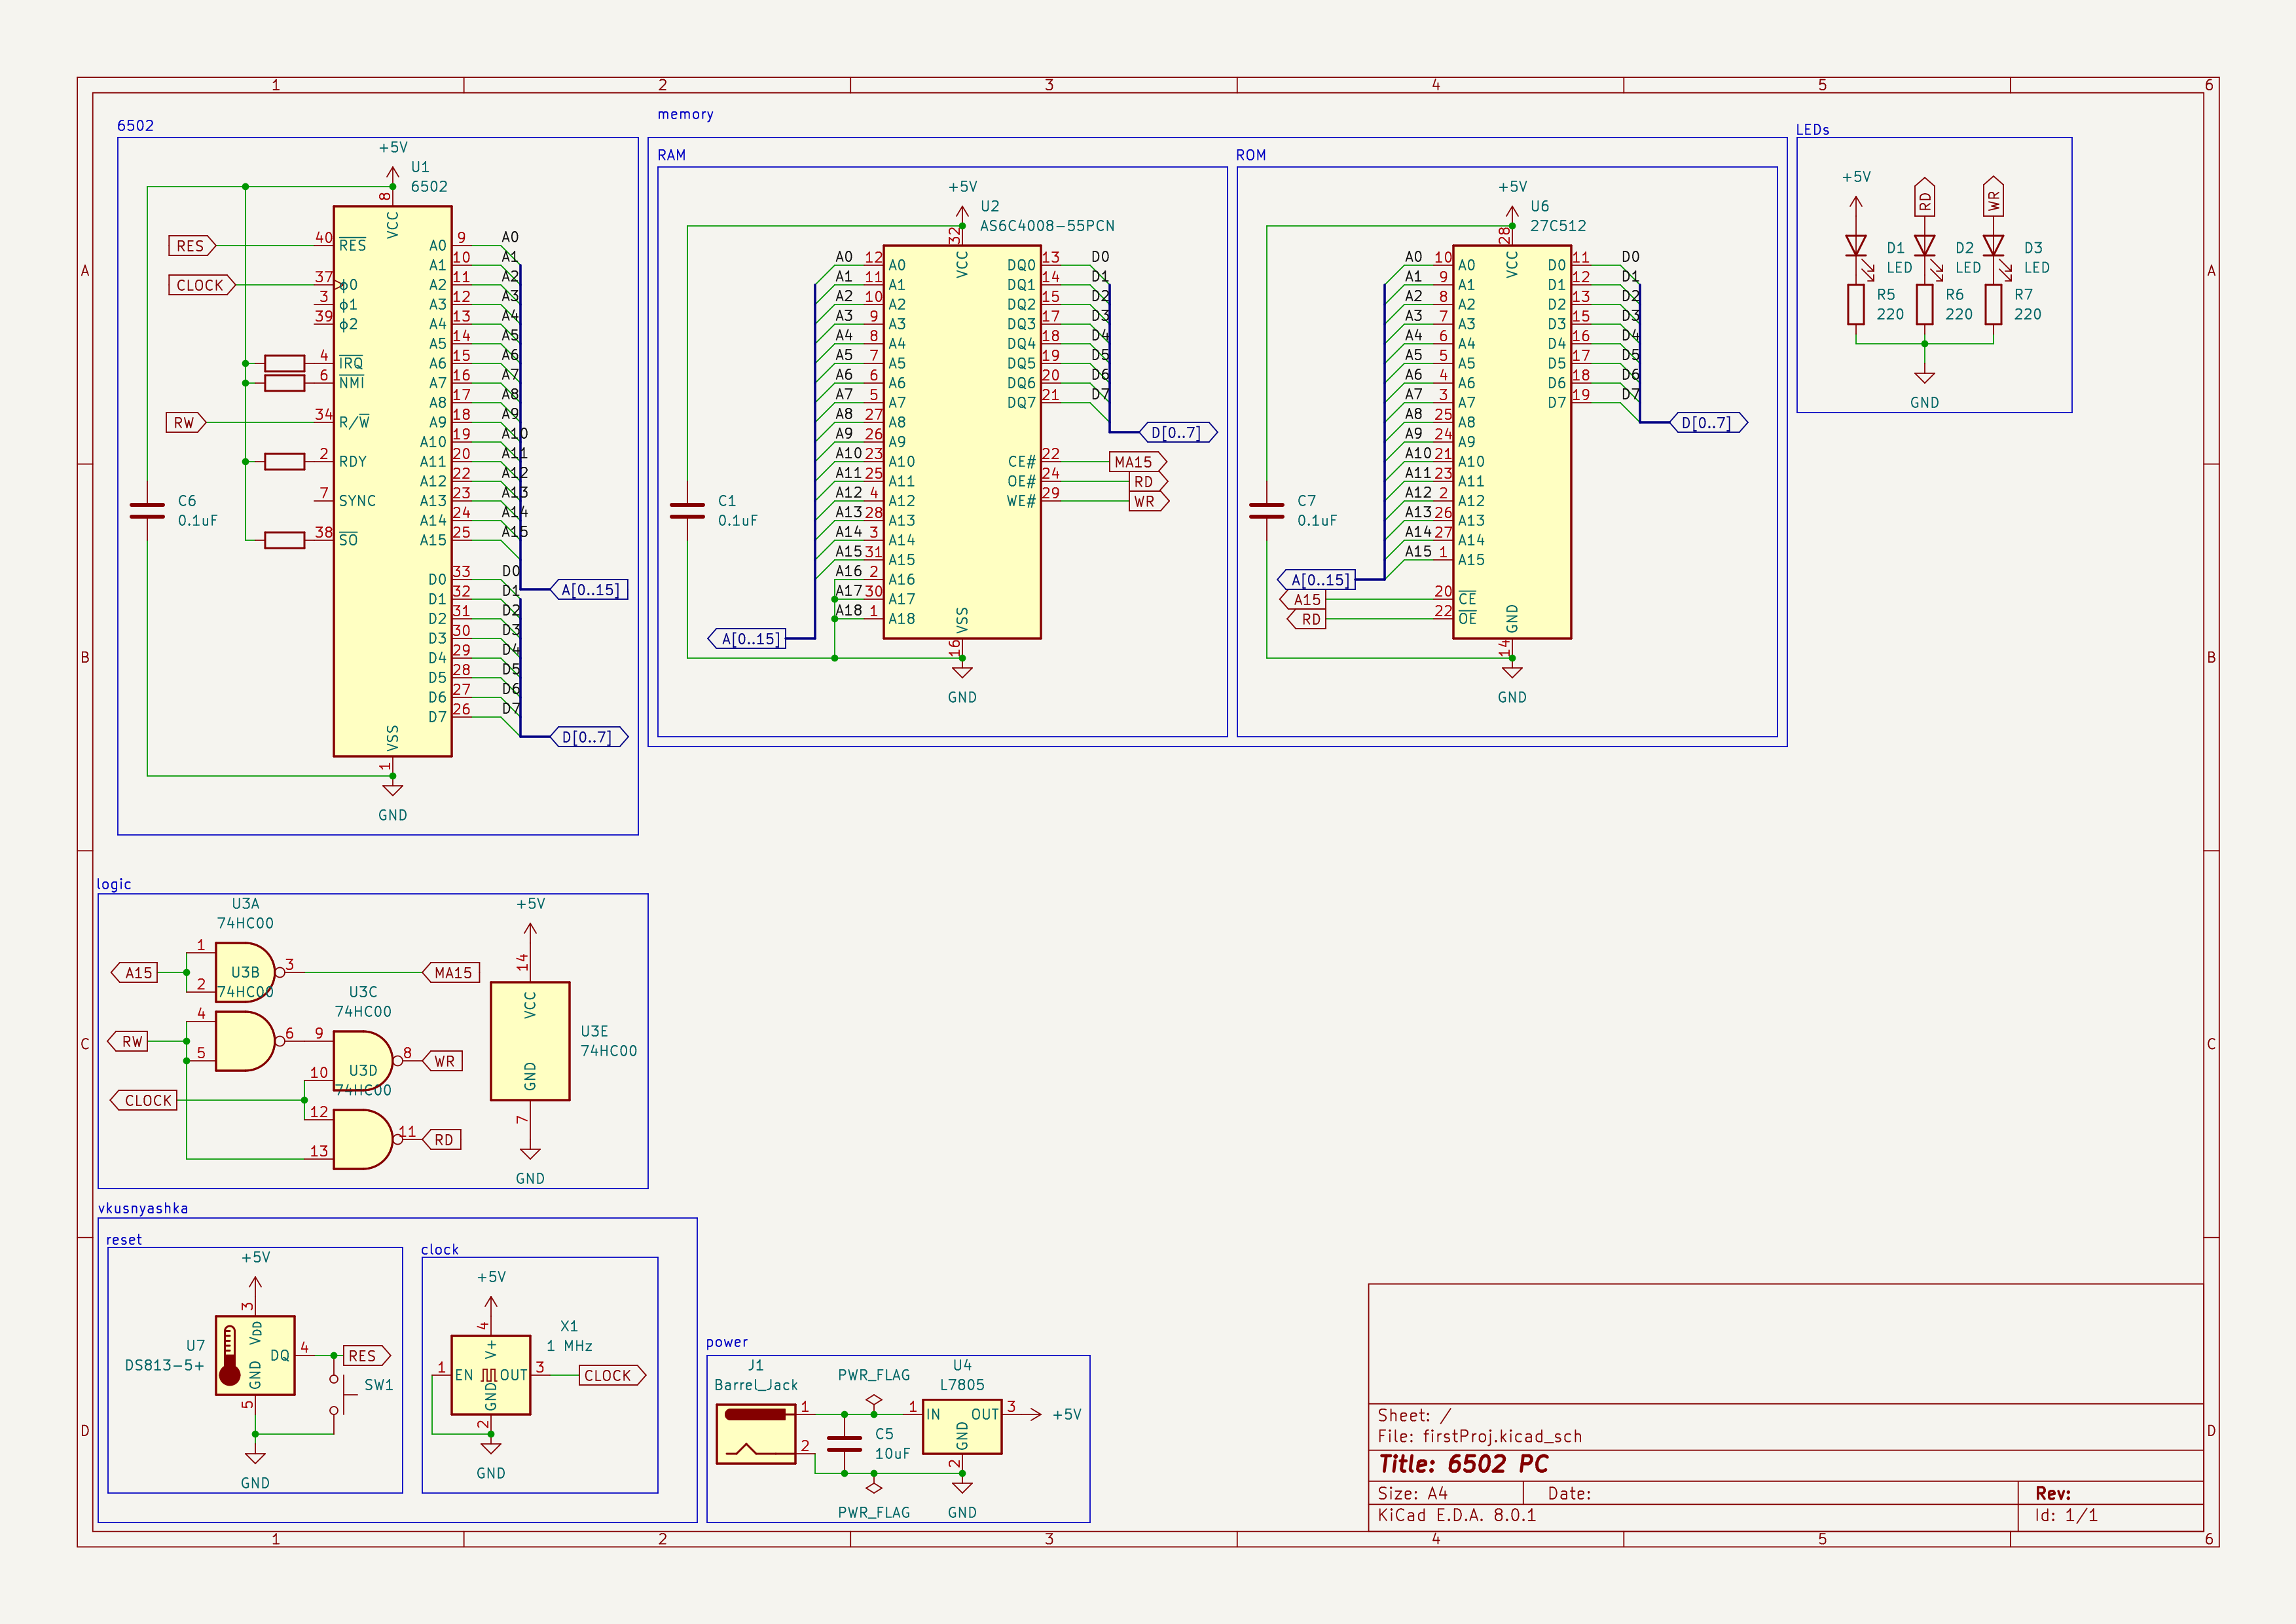 1 2 3 4 5 6
A
B
C
D
6502
+5V
U1
6502
8
VCC
RES
40 RES
CLOCK
37 ϕ0
3 ϕ1
39 ϕ2
4 IRQ
6 NMI
RW
34 R/W
2 RDY
7 SYNC
38 SO
C6
0.1uF
A0 9 A0
A1 10 A1
A2 11 A2
A3 12 A3
A4 13 A4
A5 14 A5
A6 15 A6
A7 16 A7
A8 17 A8
A9 18 A9
A10 19 A10
A11 20 A11
A12 22 A12
A13 23 A13
A14 24 A14
A15 25 A15
A[0..15]
D0 33 D0
D1 32 D1
D2 31 D2
D3 30 D3
D4 29 D4
D5 28 D5
D6 27 D6
D7 26 D7
D[0..7]
VSS
1
GND
memory
RAM
+5V
U2
AS6C4008-55PCN
32
VCC
C1
0.1uF
A0 12 A0
A1 11 A1
A2 10 A2
A3 9 A3
A4 8 A4
A5 7 A5
A6 6 A6
A7 5 A7
A8 27 A8
A9 26 A9
A10 23 A10
A11 25 A11
A12 4 A12
A13 28 A13
A14 3 A14
A15 31 A15
A16 2 A16
A17 30 A17
A18 1 A18
A[0..15]
DQ0 13 D0
DQ1 14 D1
DQ2 15 D2
DQ3 17 D3
DQ4 18 D4
DQ5 19 D5
DQ6 20 D6
DQ7 21 D7
D[0..7]
CE# 22 MA15
OE# 24 RD
WE# 29 WR
VSS
16
GND
ROM
+5V
U6
27C512
28
VCC
C7
0.1uF
A0 10 A0
A1 9 A1
A2 8 A2
A3 7 A3
A4 6 A4
A5 5 A5
A6 4 A6
A7 3 A7
A8 25 A8
A9 24 A9
A10 21 A10
A11 23 A11
A12 2 A12
A13 26 A13
A14 27 A14
A15 1 A15
A[0..15]
A15 20 CE
RD 22 OE
D0 11 D0
D1 12 D1
D2 13 D2
D3 15 D3
D4 16 D4
D5 17 D5
D6 18 D6
D7 19 D7
D[0..7]
GND
14
GND
LEDs
+5V
RD
WR
D1
LED
D2
LED
D3
LED
R5
220
R6
220
R7
220
GND
logic
U3A
74HC00
1
2
3
A15
MA15
U3B
74HC00
4
5
6
RW
U3C
74HC00
9
10
8
WR
U3D
74HC00
CLOCK
12
13
11
RD
+5V
14
VCC
U3E
74HC00
GND
7
GND
vkusnyashka
reset
+5V
3
VDD
U7
DS813-5+
DQ 4
RES
GND
5
SW1
GND
clock
+5V
4
V+
X1
1 MHz
1 EN
OUT 3
CLOCK
GND
2
GND
power
J1
Barrel_Jack
1
2
PWR_FLAG
C5
10uF
PWR_FLAG
U4
L7805
1 IN
OUT 3
+5V
GND
2
GND
Sheet: /
File: firstProj.kicad_sch
Title: 6502 PC
Size: A4
Date:
Rev:
KiCad E.D.A. 8.0.1
Id: 1/1
1 2 3 4 5 6
A
B
C
D